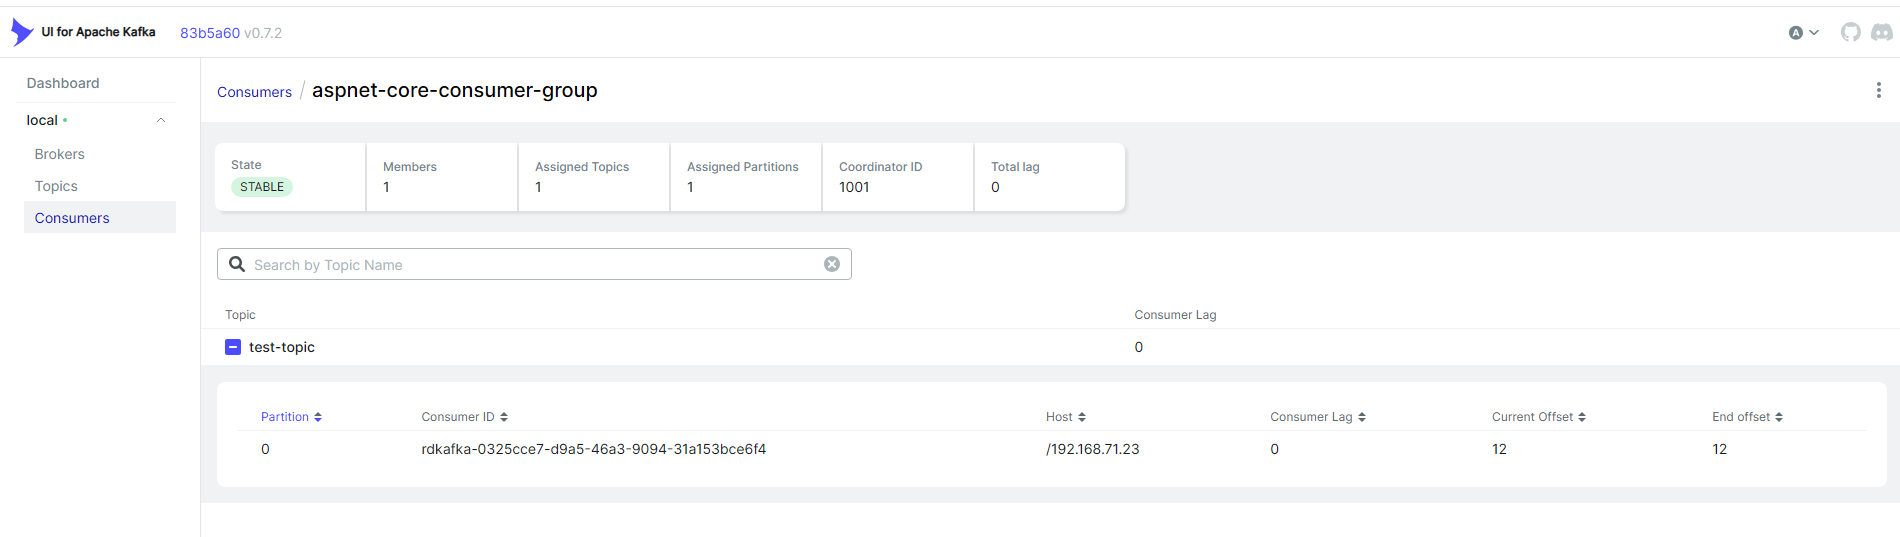 UI for Apache Kafka 83b5a60 v0.7.2 A
Dashboard
local
Brokers
Topics
Consumers
Consumers / aspnet-core-consumer-group
State Members Assigned Topics Assigned Partitions Coordinator ID Total lag
STABLE 1 1 1 1001 0
Search by Topic Name
Topic Consumer Lag
test-topic 0
Partition Consumer ID Host Consumer Lag Current Offset End offset
0 rdkafka-0325cce7-d9a5-46a3-9094-31a153bce6f4 /192.168.71.23 0 12 12